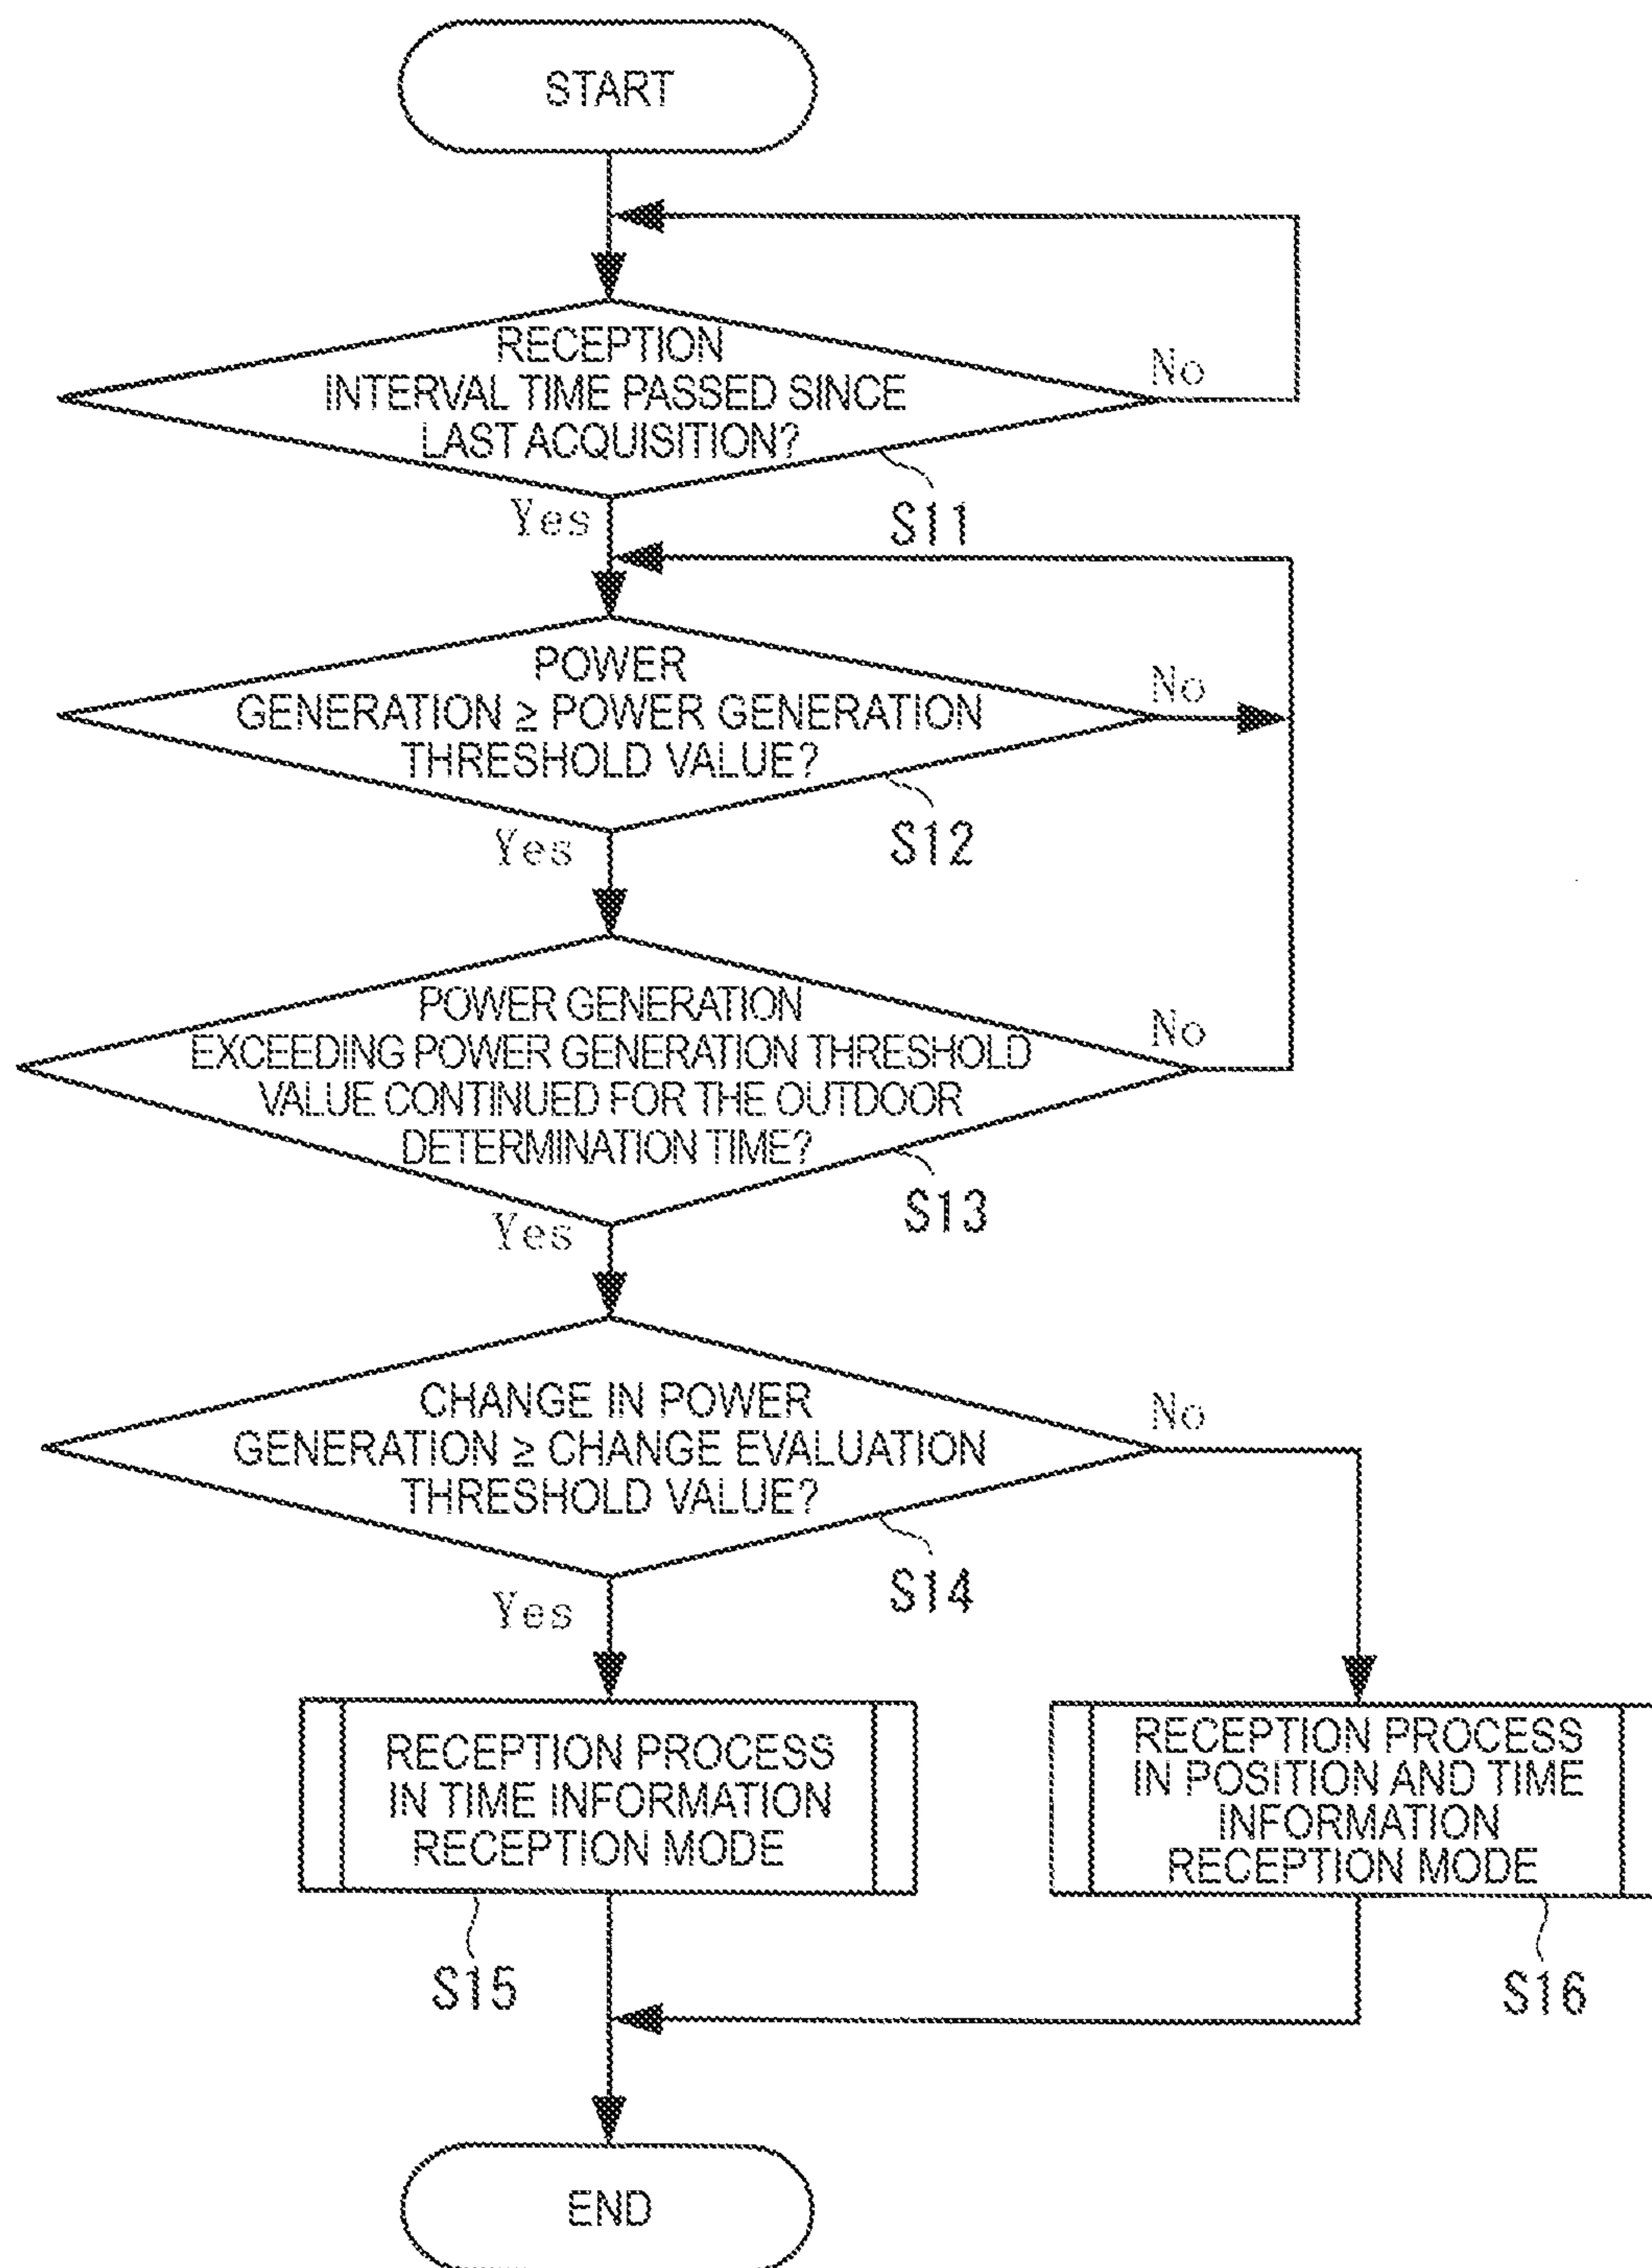 START
RECEPTION
INTERVAL TIME PASSED SINCE
LAST ACQUISITION?
No
Yes
S11
POWER
GENERATION ≥ POWER GENERATION
THRESHOLD VALUE?
No
Yes
S12
POWER GENERATION
EXCEEDING POWER GENERATION THRESHOLD
VALUE CONTINUED FOR THE OUTDOOR
DETERMINATION TIME?
No
Yes
S13
CHANGE IN POWER
GENERATION ≥ CHANGE EVALUATION
THRESHOLD VALUE?
No
Yes
S14
RECEPTION PROCESS
IN TIME INFORMATION
RECEPTION MODE
S15
RECEPTION PROCESS
IN POSITION AND TIME
INFORMATION
RECEPTION MODE
S16
END